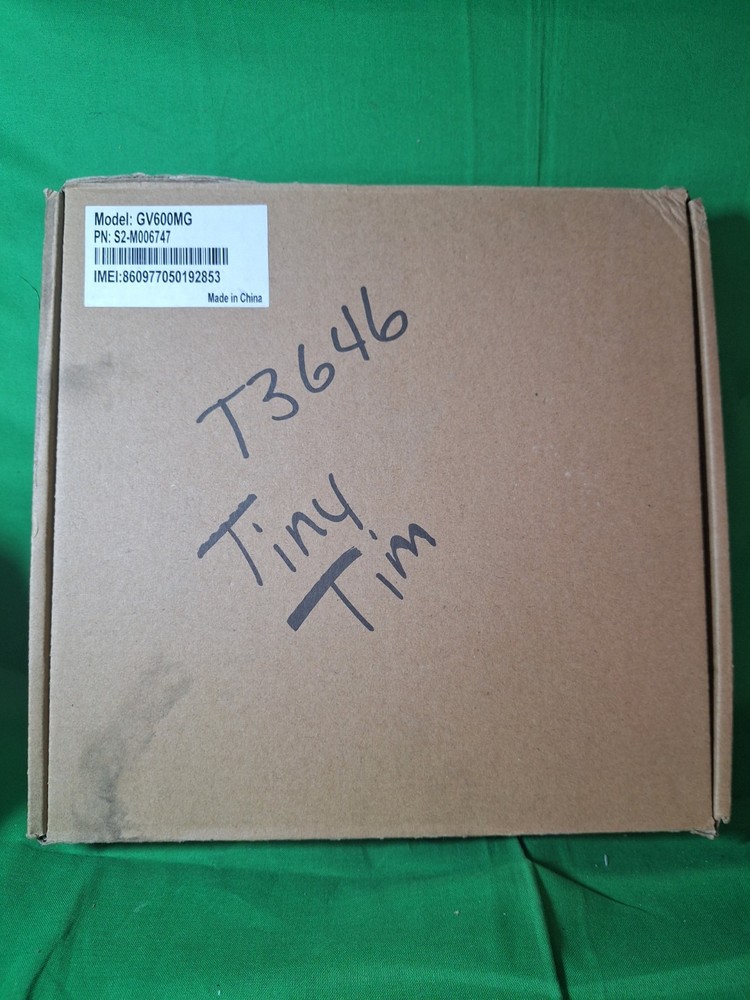 Model: GV600MG
PN: S2-M006747
IMEI:860977050192853
Made in China
T3646
Tiny
Tim